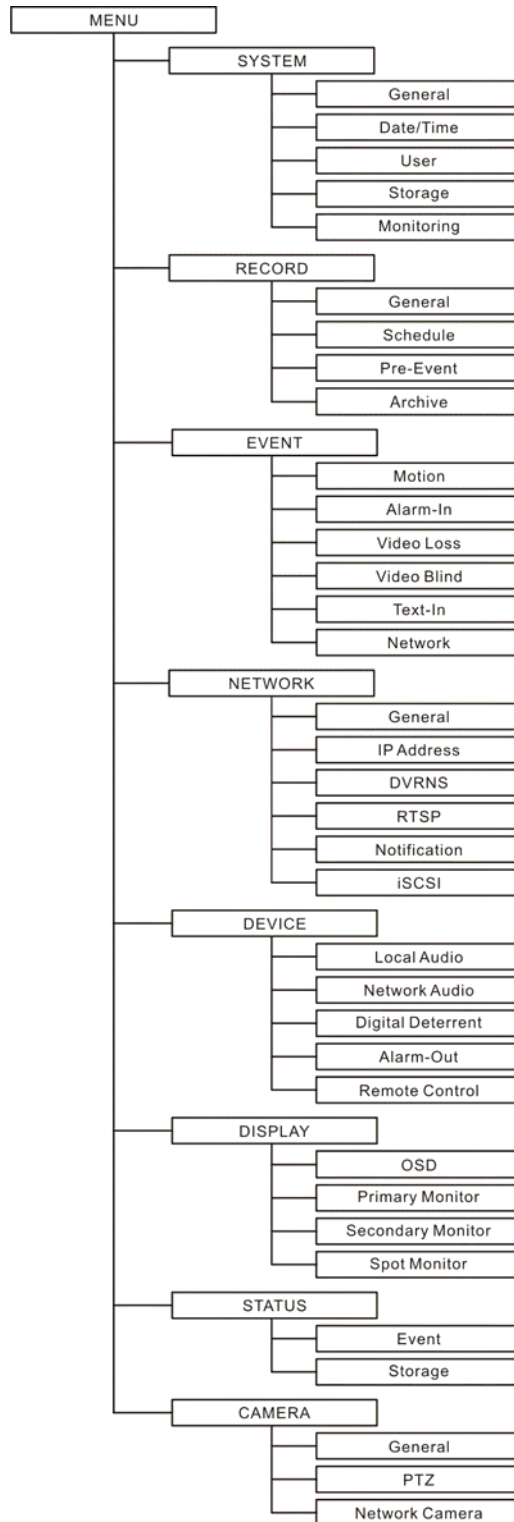 MENU
SYSTEM
General
Date/Time
User
Storage
Monitoring
RECORD
General
Schedule
Pre-Event
Archive
EVENT
Motion
Alarm-In
Video Loss
Video Blind
Text-In
Network
NETWORK
General
IP Address
DVRNS
RTSP
Notification
iSCSI
DEVICE
Local Audio
Network Audio
Digital Deterrent
Alarm-Out
Remote Control
DISPLAY
OSD
Primary Monitor
Secondary Monitor
Spot Monitor
STATUS
Event
Storage
CAMERA
General
PTZ
Network Camera